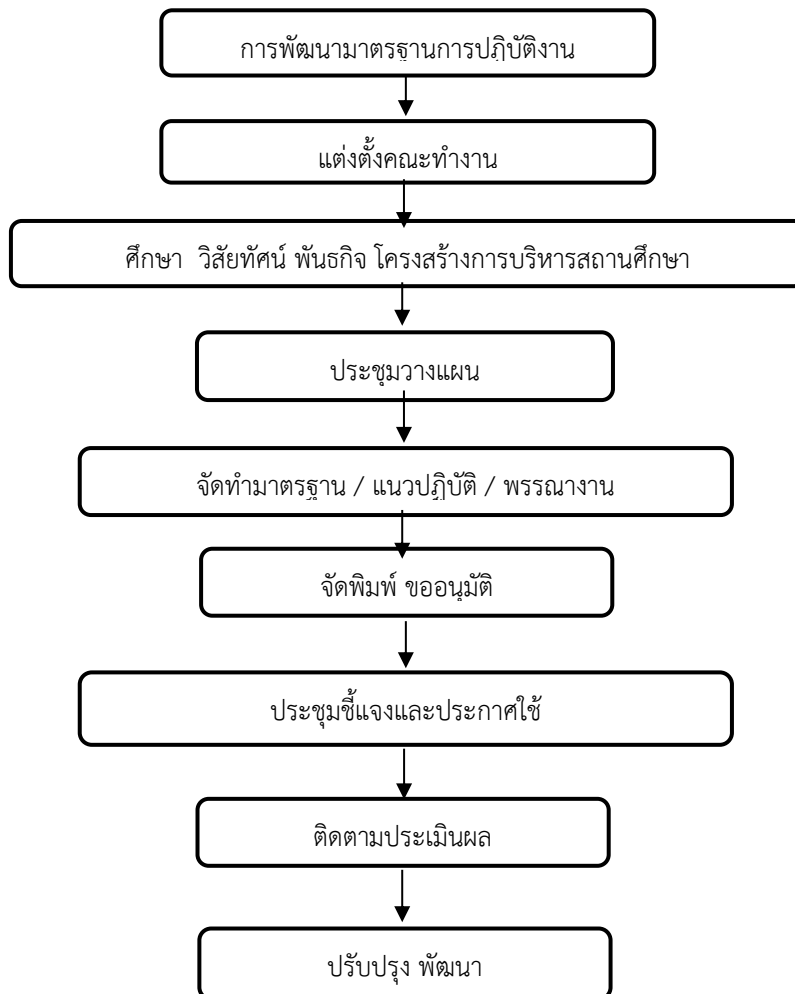 การพัฒนามาตรฐานการปฏิบัติงาน
แต่งตั้งคณะทำงาน
ศึกษา วิสัยทัศน์ พันธกิจ โครงสร้างการบริหารสถานศึกษา
ประชุมวางแผน
จัดทำมาตรฐาน / แนวปฏิบัติ / พรรณางาน
จัดพิมพ์ ขออนุมัติ
ประชุมชี้แจงและประกาศใช้
ติดตามประเมินผล
ปรับปรุง พัฒนา